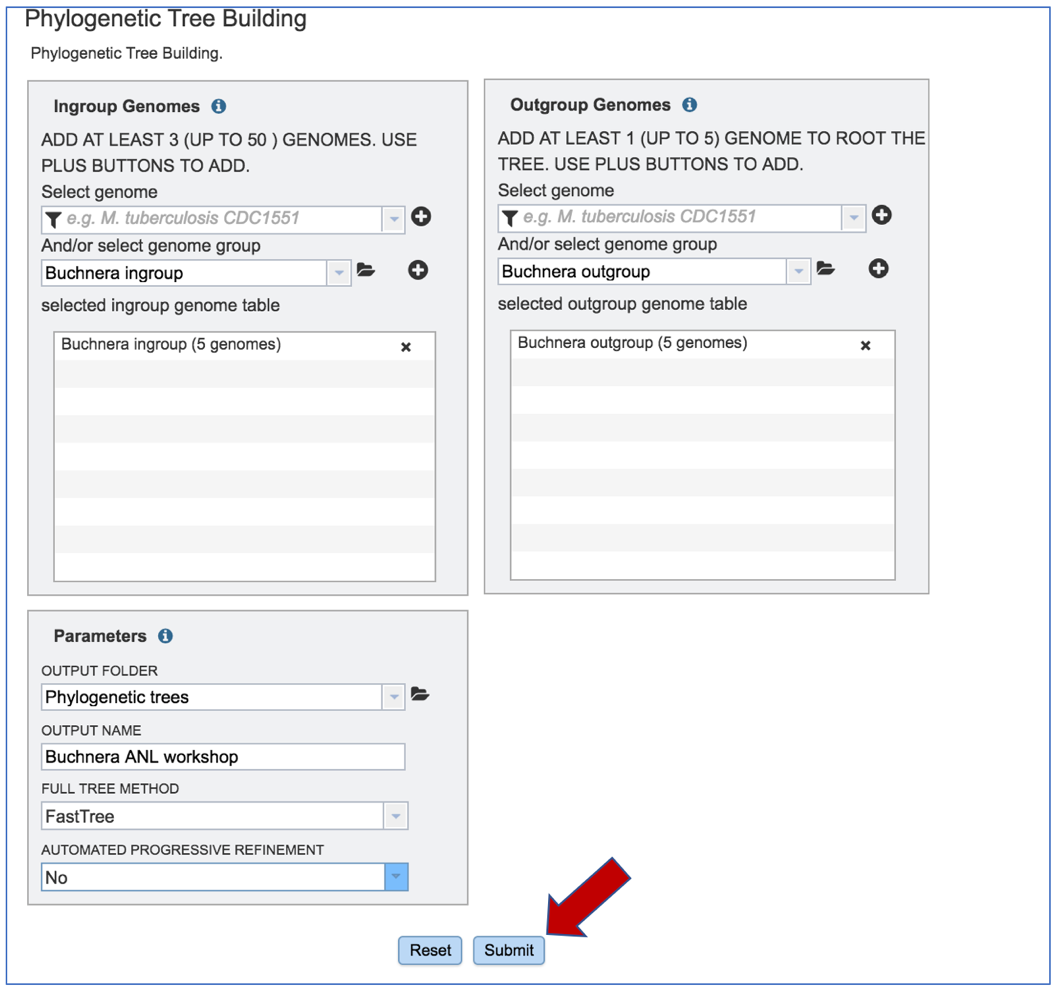 Phylogenetic Tree Building
Phylogenetic Tree Building.
Ingroup Genomes
ADD AT LEAST 3 (UP TO 50 ) GENOMES. USE
PLUS BUTTONS TO ADD.
Select genome
e.g. M. tuberculosis CDC1551
And/or select genome group
Buchnera ingroup
selected ingroup genome table
Buchnera ingroup (5 genomes)
Outgroup Genomes
ADD AT LEAST 1 (UP TO 5) GENOME TO ROOT THE
TREE. USE PLUS BUTTONS TO ADD.
Select genome
e.g. M. tuberculosis CDC1551
And/or select genome group
Buchnera outgroup
selected outgroup genome table
Buchnera outgroup (5 genomes)
Parameters
OUTPUT FOLDER
Phylogenetic trees
OUTPUT NAME
Buchnera ANL workshop
FULL TREE METHOD
FastTree
AUTOMATED PROGRESSIVE REFINEMENT
No
Reset
Submit